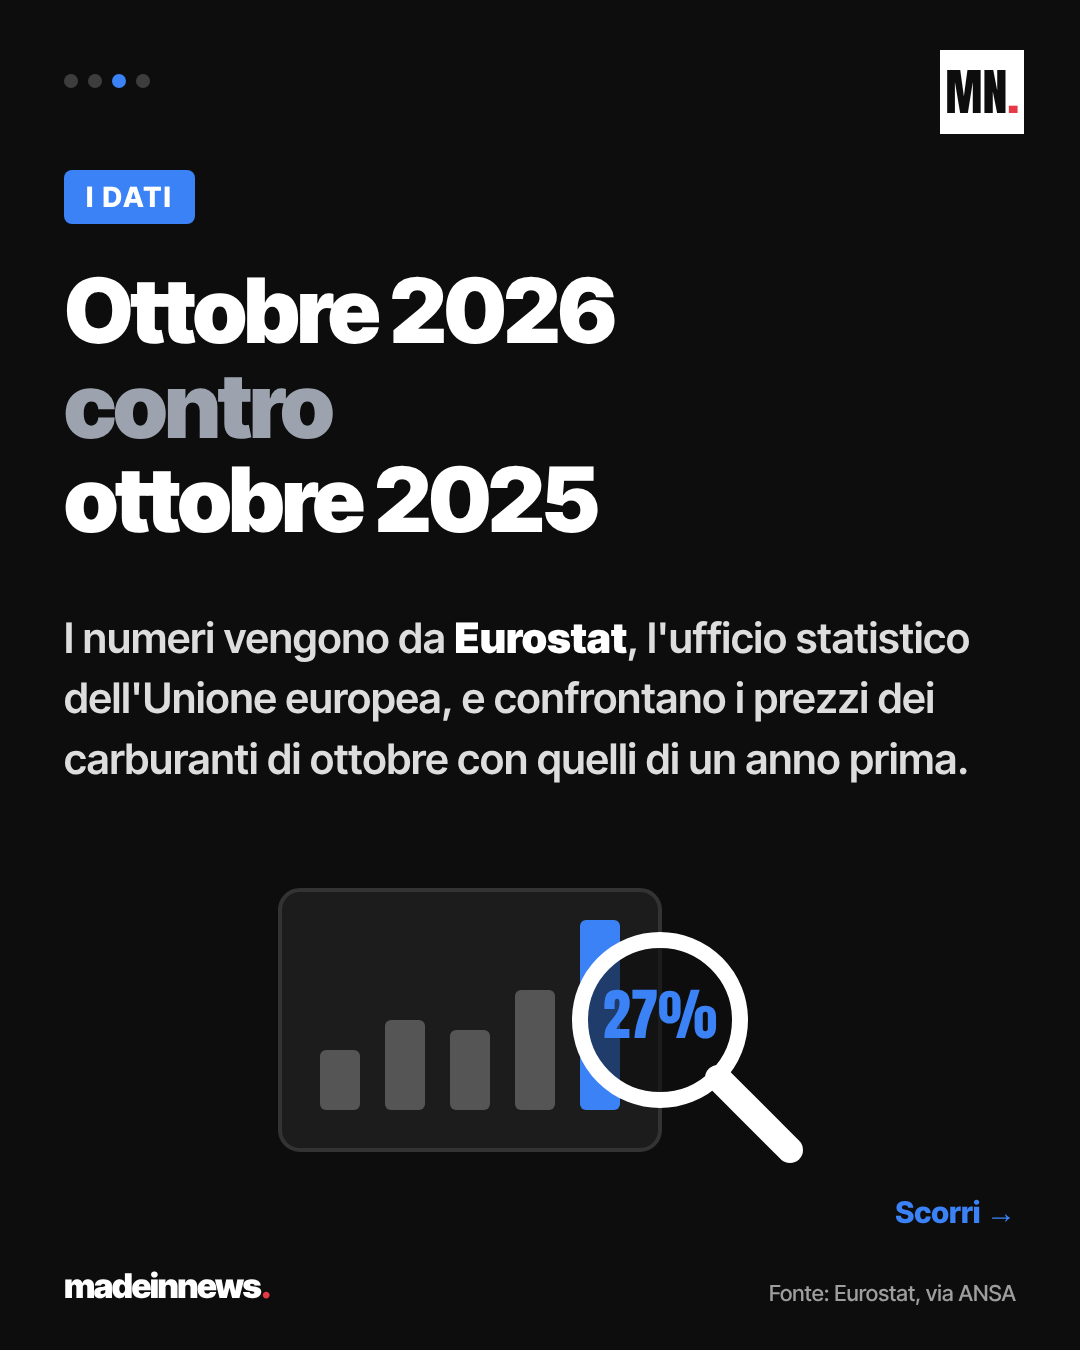 MN.
I DATI
Ottobre 2026
contro
ottobre 2025
I numeri vengono da Eurostat, l'ufficio statistico
dell'Unione europea, e confrontano i prezzi dei
carburanti di ottobre con quelli di un anno prima.
27%
Scorri →
madeinnews.
Fonte: Eurostat, via ANSA